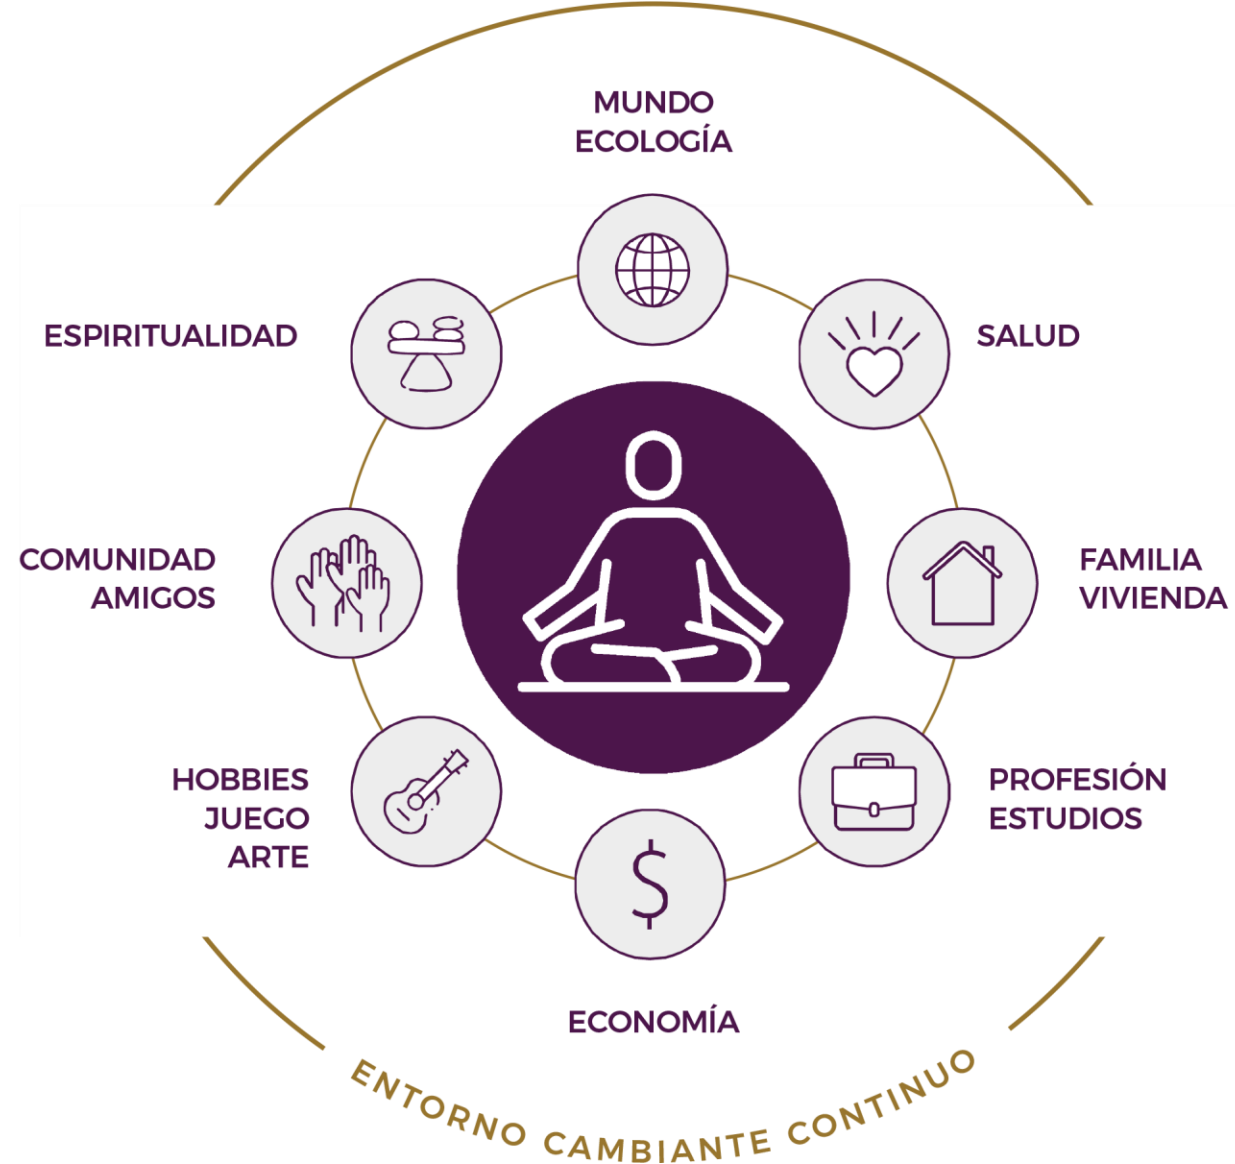 MUNDO
ECOLOGÍA
SALUD
FAMILIA
VIVIENDA
PROFESIÓN
ESTUDIOS
ECONOMÍA
HOBBIES
JUEGO
ARTE
COMUNIDAD
AMIGOS
ESPIRITUALIDAD
ENTORNO CAMBIANTE CONTINUO